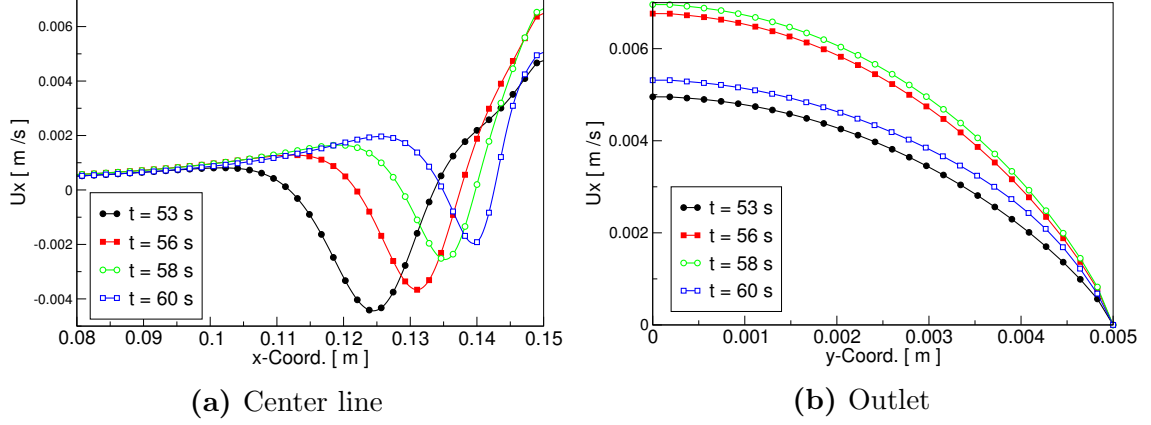 Ux [ m /s ]
0.006
0.004
0.002
0
-0.002
-0.004
t = 53 s
t = 56 s
t = 58 s
t = 60 s
0.08 0.09 0.1 0.11 0.12 0.13 0.14 0.15
x-Coord. [ m ]
(a) Center line
Ux [ m /s ]
0.006
0.004
0.002
0
t = 53 s
t = 56 s
t = 58 s
t = 60 s
0 0.001 0.002 0.003 0.004 0.005
y-Coord. [ m ]
(b) Outlet